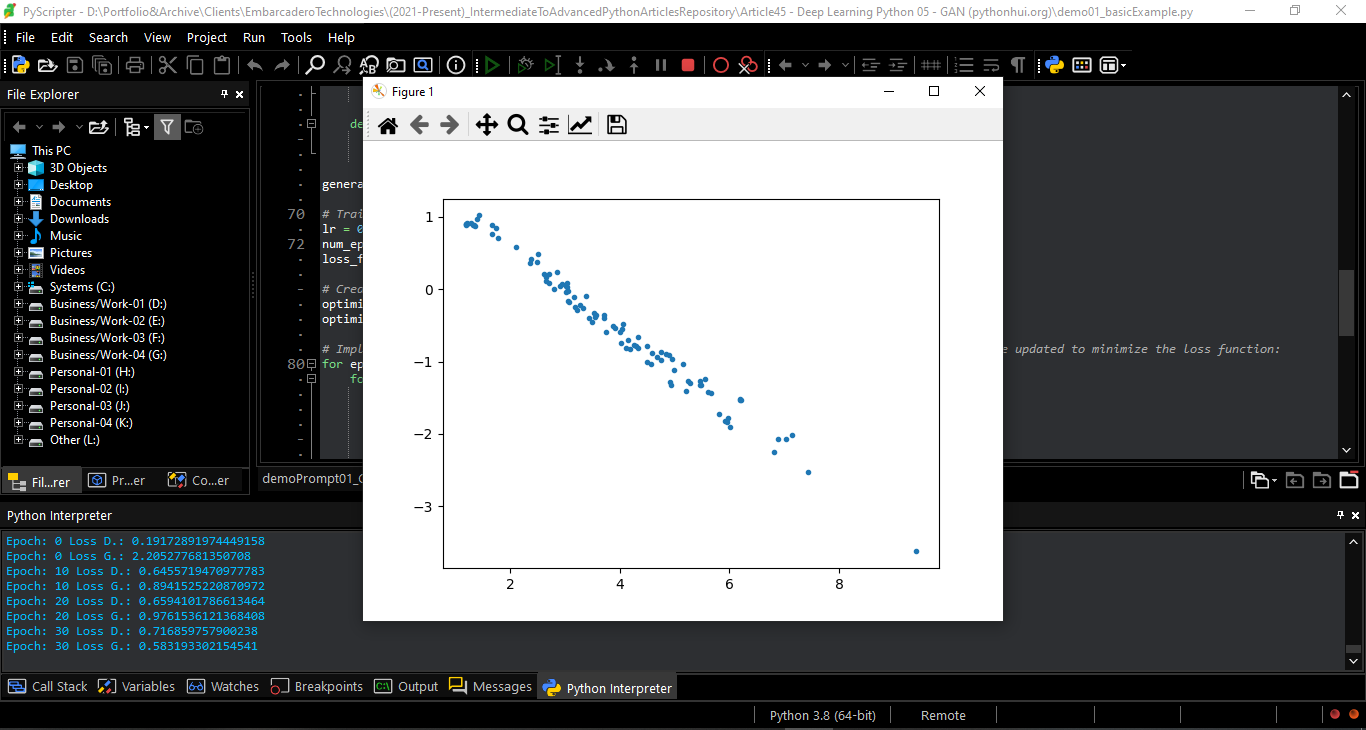 PyScripter - D:\Portfolio&Archive\Clients\EmbarcaderoTechnologies\(2021-Present)_IntermediateToAdvancedPythonArticlesRepository\Article45 - Deep Learning Python 05 - GAN (pythonhui.org)\demo01_basicExample.py
File Edit Search View Project Run Tools Help
File Explorer
This PC
3D Objects
Desktop
Documents
Downloads
Music
Pictures
Videos
Systems (C:)
Business/Work-01 (D:)
Business/Work-02 (E:)
Business/Work-03 (F:)
Business/Work-04 (G:)
Personal-01 (H:)
Personal-02 (I:)
Personal-03 (J:)
Personal-04 (K:)
Other (L:)
Fil...rer Pr...er Co...er
de
genera
70 # Trai
lr = 0
72 num_ep
loss_f
# Crea
optimi
optimi
# Impl e updated to minimize the loss function:
80 for ep
fo
demoPrompt01_
Figure 1
1
0
−1
−2
−3
2 4 6 8
Python Interpreter
Epoch: 0 Loss D.: 0.19172891974449158
Epoch: 0 Loss G.: 2.205277681350708
Epoch: 10 Loss D.: 0.6455719470977783
Epoch: 10 Loss G.: 0.8941525220870972
Epoch: 20 Loss D.: 0.6594101786613464
Epoch: 20 Loss G.: 0.9761536121368408
Epoch: 30 Loss D.: 0.716859757900238
Epoch: 30 Loss G.: 0.583193302154541
Call Stack Variables Watches Breakpoints Output Messages Python Interpreter
Python 3.8 (64-bit) Remote